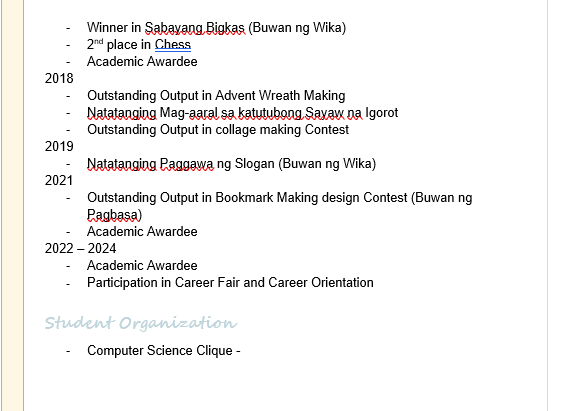 - Winner in Sabayang Bigkas (Buwan ng Wika)
- 2nd place in Chess
- Academic Awardee
2018
- Outstanding Output in Advent Wreath Making
- Natatanging Mag-aaral sa katutubong Sayaw na Igorot
- Outstanding Output in collage making Contest
2019
- Natatanging Paggawa ng Slogan (Buwan ng Wika)
2021
- Outstanding Output in Bookmark Making design Contest (Buwan ng
Pagbasa)
- Academic Awardee
2022 – 2024
- Academic Awardee
- Participation in Career Fair and Career Orientation
Student Organization
- Computer Science Clique -